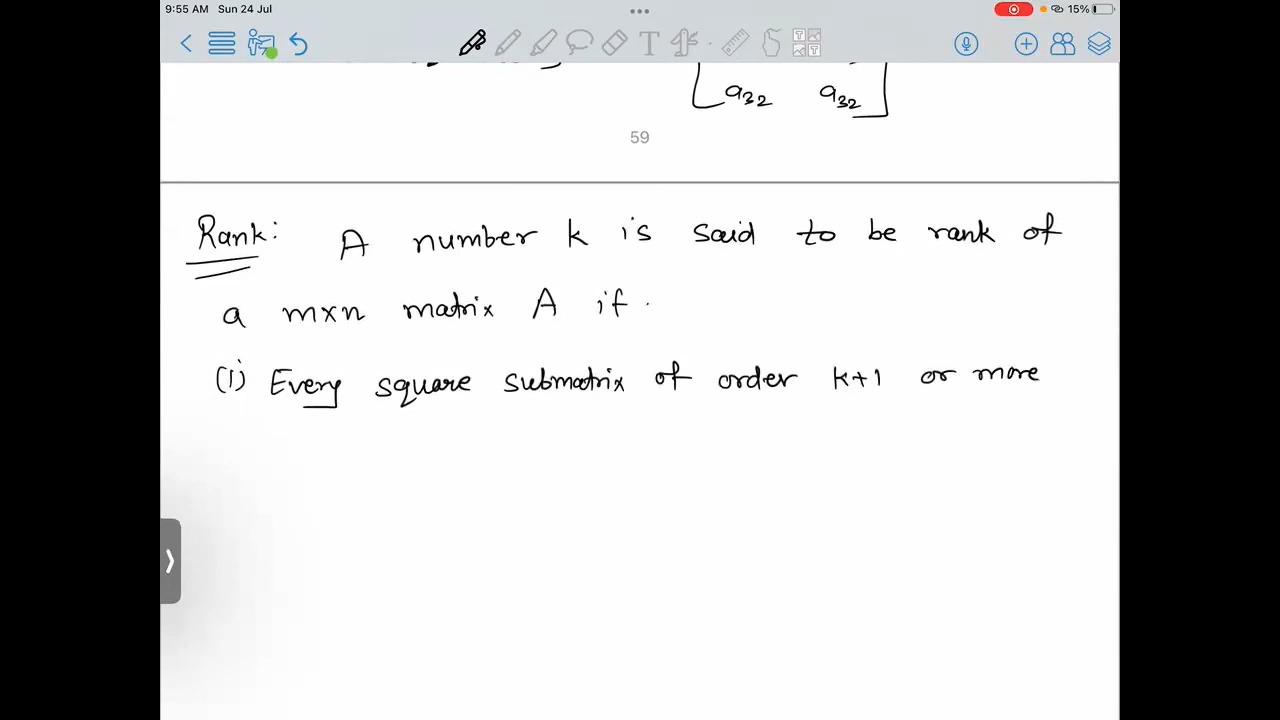 9:55 AM Sun 24 Jul
15%
T
a32 a32
59
Rank: A number k is said to be rank of
a m×n matrix A if
(i) Every square submatrix of order k+1 or more